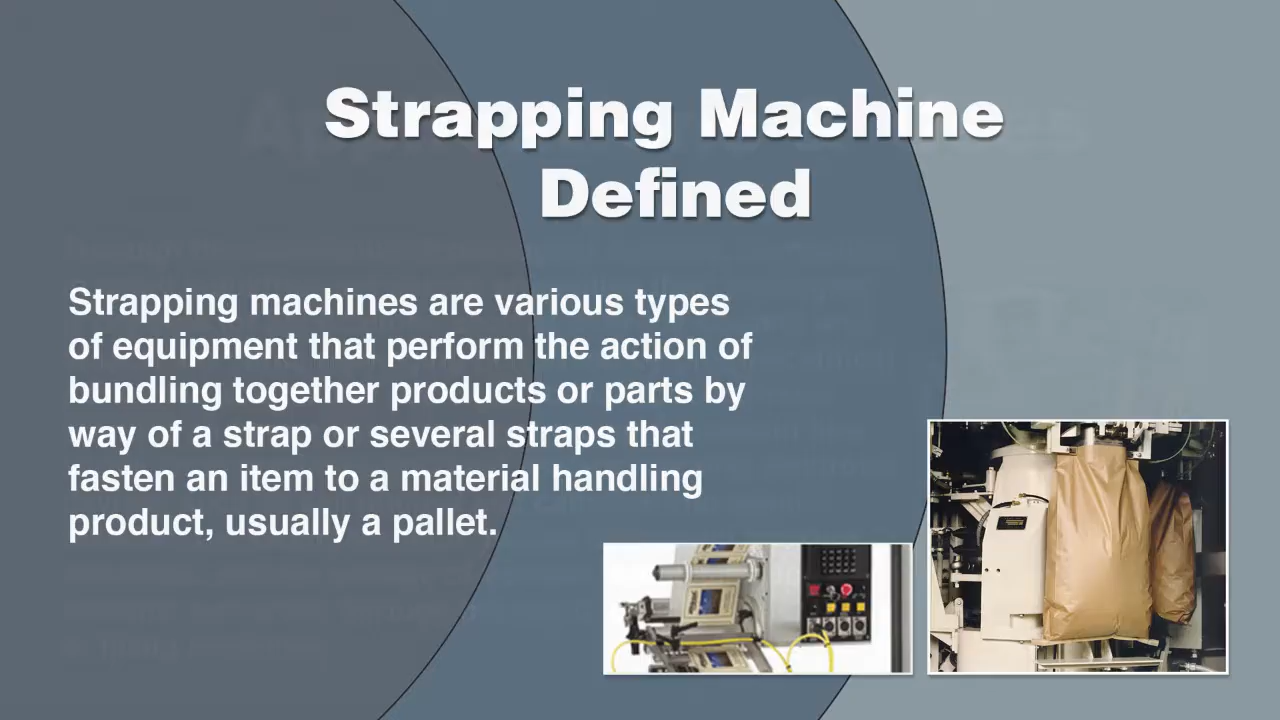 Strapping Machine
Defined
Strapping machines are various types
of equipment that perform the action of
bundling together products or parts by
way of a strap or several straps that
fasten an item to a material handling
product, usually a pallet.